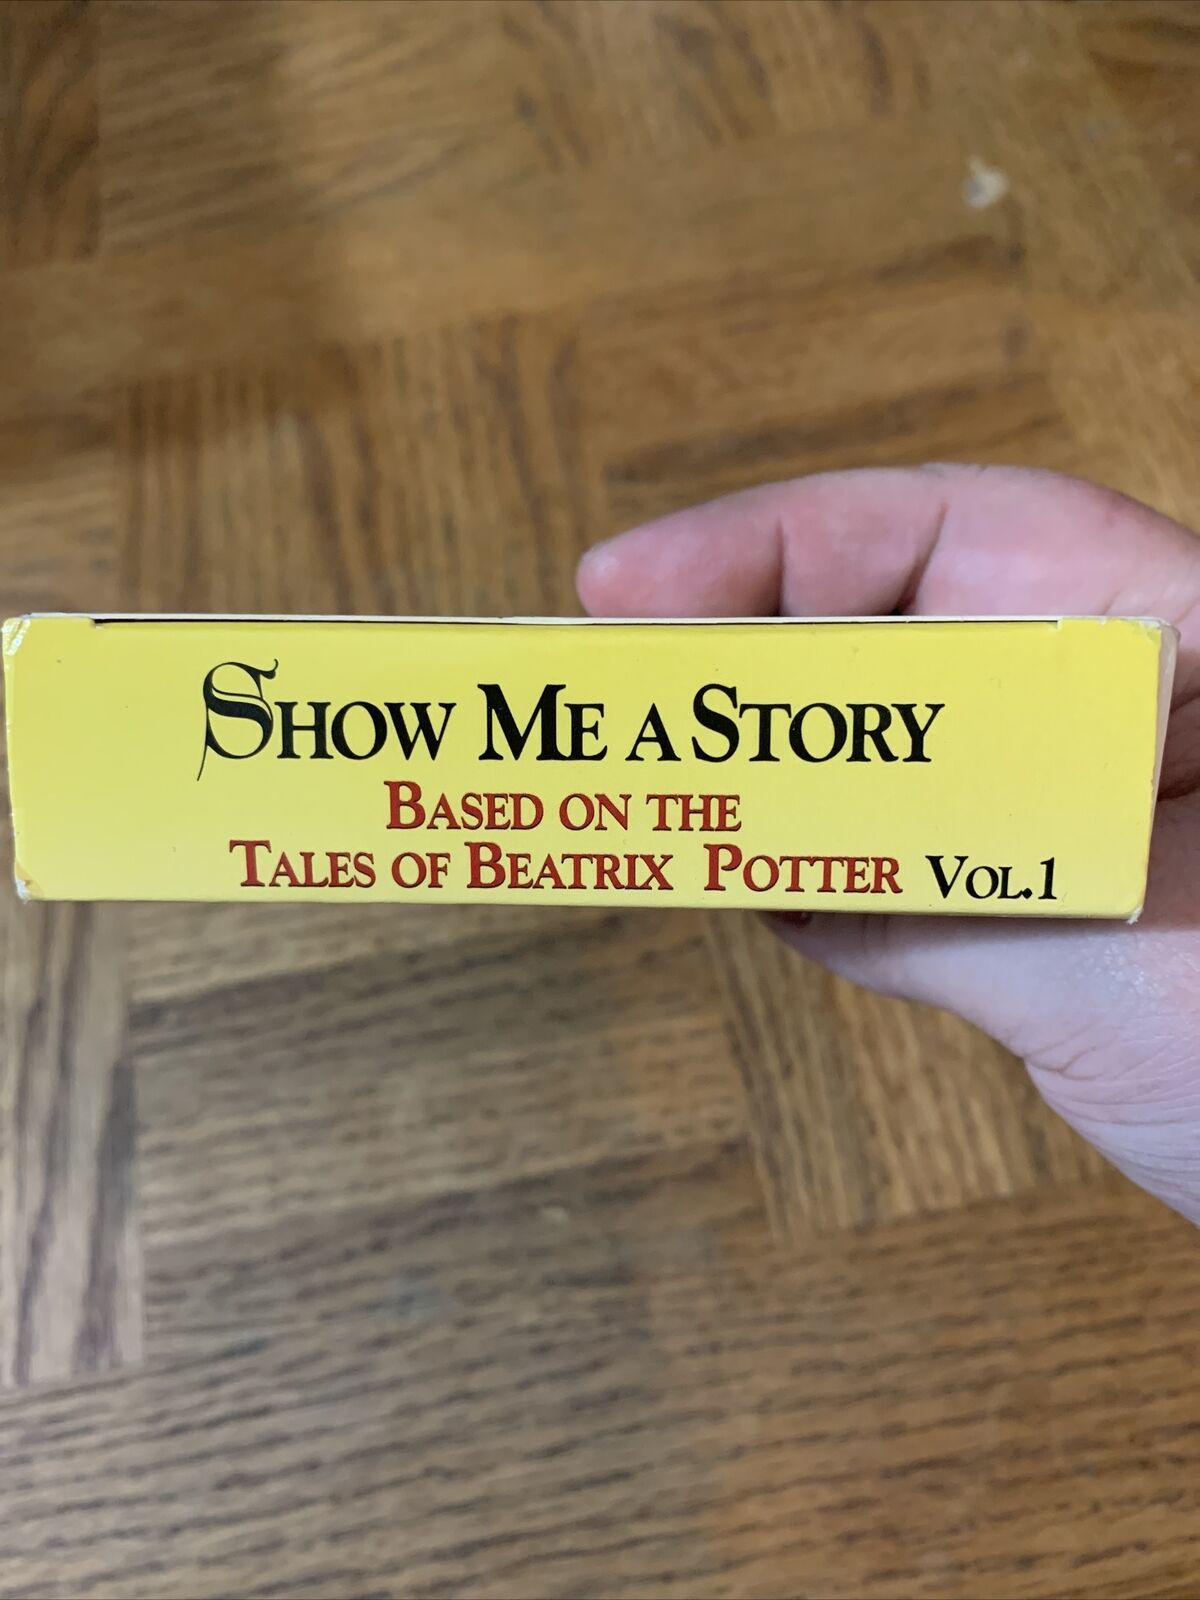 SHOW ME A STORY
BASED ON THE
TALES OF BEATRIX POTTER VOL.1